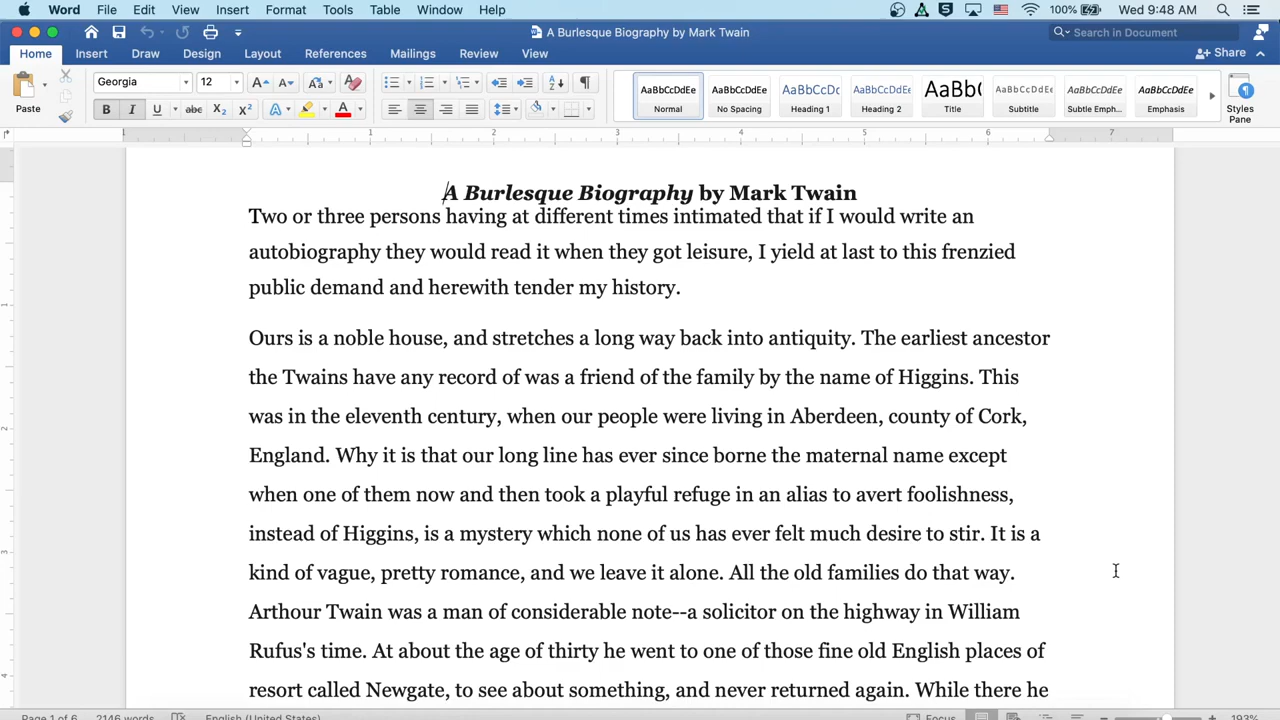 Word File Edit View Insert Format Tools Table Window Help 100% Wed 9:48 AM
A Burlesque Biography by Mark Twain Search in Document
Home Insert Draw Design Layout References Mailings Review View Share
Paste Georgia 12 AaBbCcDdEe AaBbCcDdEe AaBbCcDc AaBbCcDdEe AaBb( AaBbCcDdEe AaBbCcDdEe AaBbCcDdEe
Normal No Spacing Heading 1 Heading 2 Title Subtitle Subtle Emph... Emphasis Styles Pane
A Burlesque Biography by Mark Twain
Two or three persons having at different times intimated that if I would write an
autobiography they would read it when they got leisure, I yield at last to this frenzied
public demand and herewith tender my history.
Ours is a noble house, and stretches a long way back into antiquity. The earliest ancestor
the Twains have any record of was a friend of the family by the name of Higgins. This
was in the eleventh century, when our people were living in Aberdeen, county of Cork,
England. Why it is that our long line has ever since borne the maternal name except
when one of them now and then took a playful refuge in an alias to avert foolishness,
instead of Higgins, is a mystery which none of us has ever felt much desire to stir. It is a
kind of vague, pretty romance, and we leave it alone. All the old families do that way.
Arthour Twain was a man of considerable note--a solicitor on the highway in William
Rufus's time. At about the age of thirty he went to one of those fine old English places of
resort called Newgate, to see about something, and never returned again. While there he
Page 1 of 6 2146 words English (United States) Focus 193%